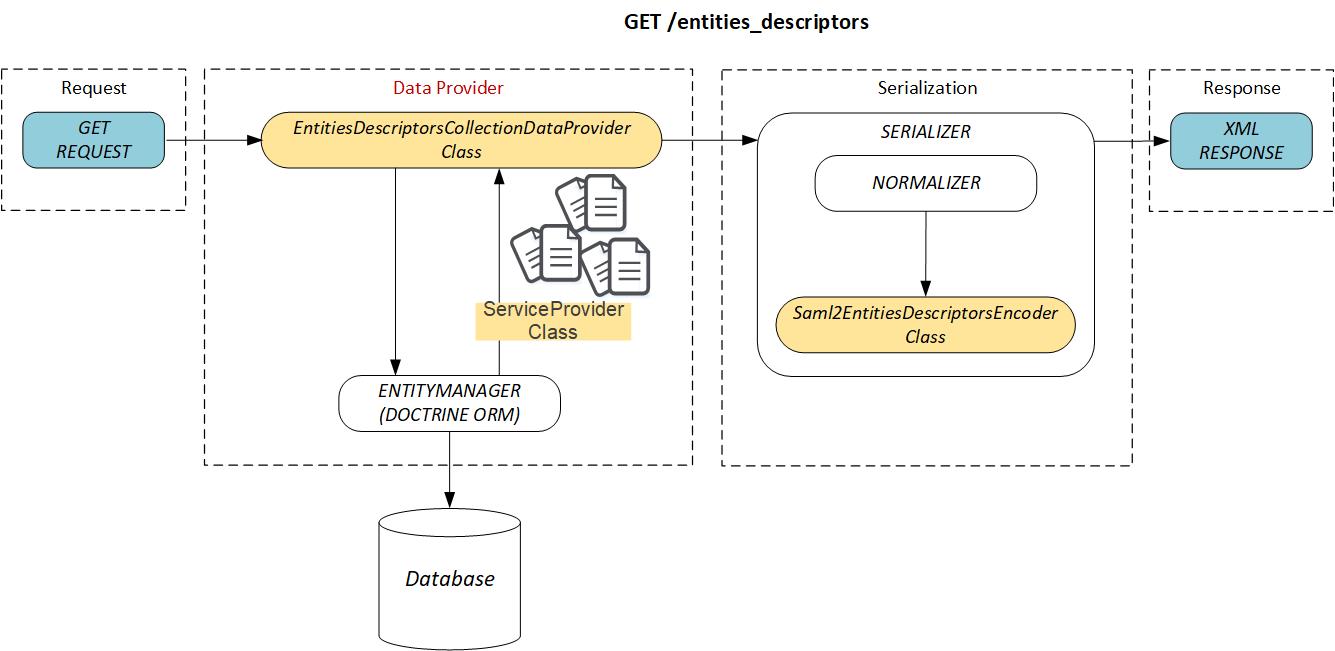 GET /entities_descriptors
Request
GET
REQUEST
Data Provider
EntitiesDescriptorsCollectionDataProvider
Class
ServiceProvider
Class
ENTITYMANAGER
(DOCTRINE ORM)
Database
Serialization
SERIALIZER
NORMALIZER
Saml2EntitiesDescriptorsEncoder
Class
Response
XML
RESPONSE